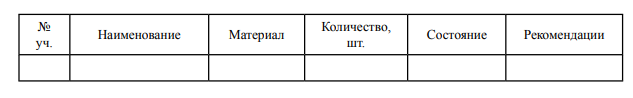 № уч. Наименование Материал Количество, шт. Состояние Рекомендации